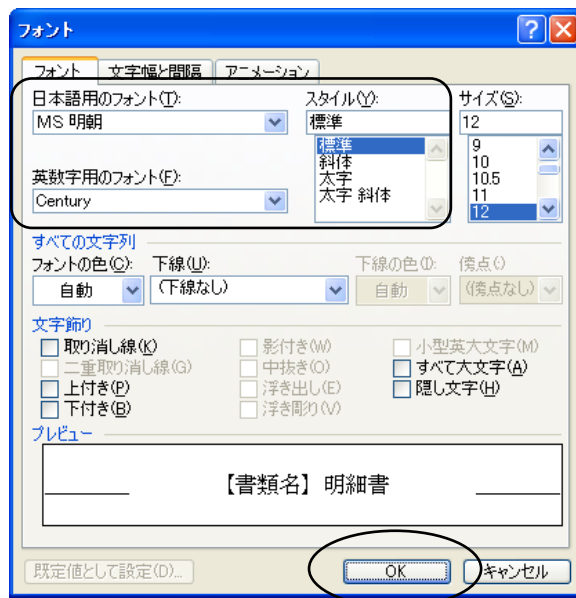 フォント
フォント 文字幅と間隔 アニメーション
日本語用のフォント(T): スタイル(Y): サイズ(S):
MS 明朝 標準 12
標準 9
斜体 10
太字 10.5
太字 斜体 11
12
英数字用のフォント(F):
Century
すべての文字列
フォントの色(C): 下線(U): 下線の色(I): 傍点(·)
自動 (下線なし) 自動 (傍点なし)
文字飾り
取り消し線(K) 影付き(W) 小型英大文字(M)
二重取り消し線(G) 中抜き(O) すべて大文字(A)
上付き(P) 浮き出し(E) 隠し文字(H)
下付き(B) 浮き彫り(V)
プレビュー
【書類名】明細書
既定値として設定(D)... OK キャンセル